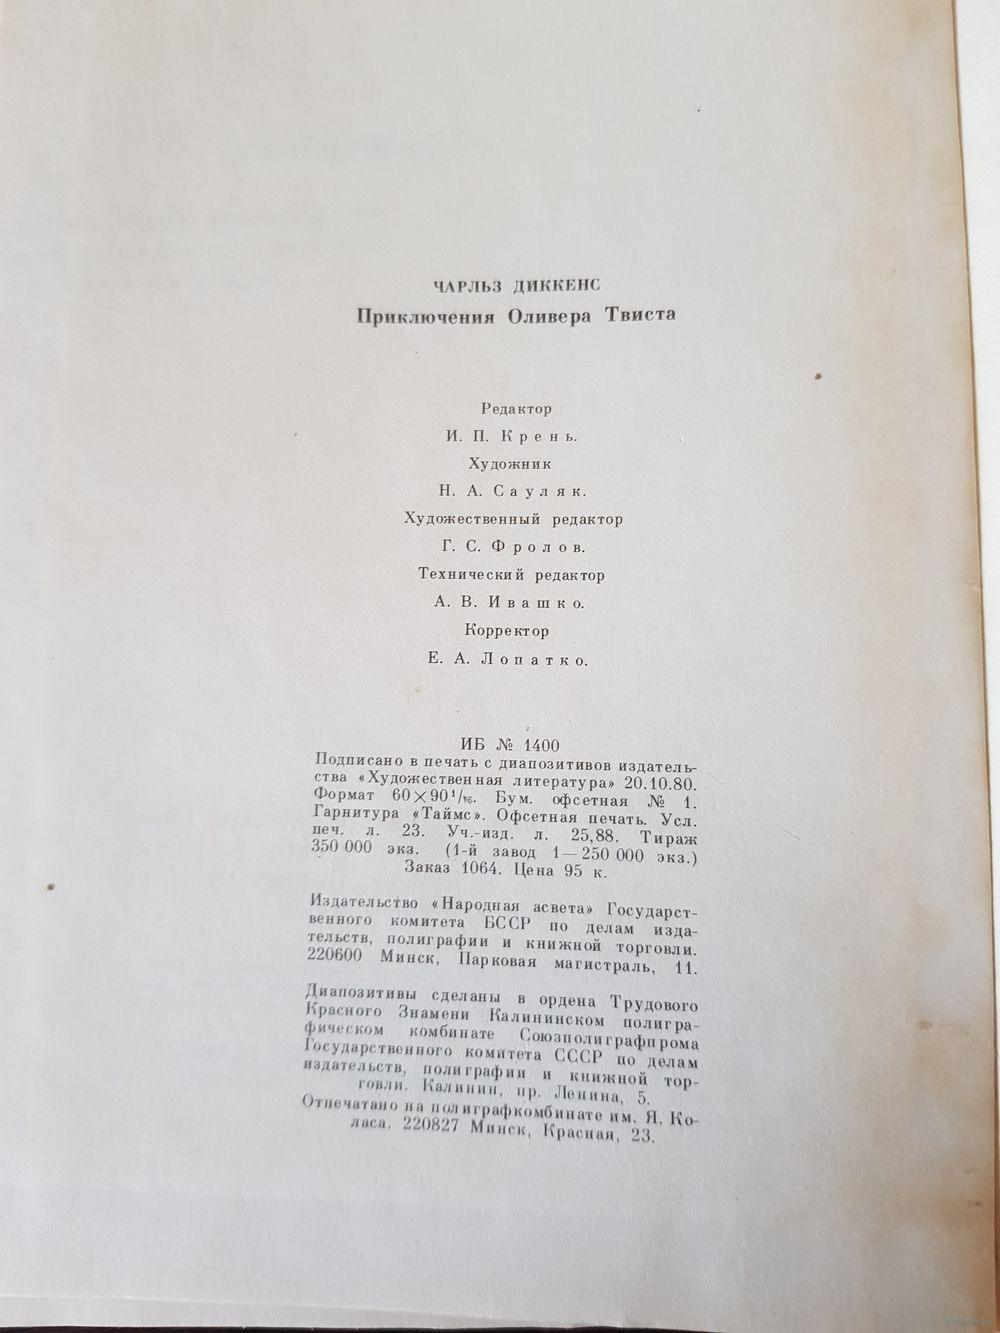 ЧАРЛЬЗ ДИККЕНС
Приключения Оливера Твиста
Редактор
И. П. Крень.
Художник
Н. А. Сауляк.
Художественный редактор
Г. С. Фролов.
Технический редактор
А. В. Ивашко.
Корректор
Е. А. Лопатко.
ИБ № 1400
Подписано в печать с диапозитивов издатель-
ства «Художественная литература» 20.10.80.
Формат 60×90¹/₁₆. Бум. офсетная № 1.
Гарнитура «Таймс». Офсетная печать. Усл.
печ. л. 23. Уч.-изд. л. 25,88. Тираж
350 000 экз. (1-й завод 1—250 000 экз.)
Заказ 1064. Цена 95 к.
Издательство «Народная асвета» Государст-
венного комитета БССР по делам изда-
тельств, полиграфии и книжной торговли.
220600 Минск, Парковая магистраль, 11.
Диапозитивы сделаны в ордена Трудового
Красного Знамени Калининском полигра-
фическом комбинате Союзполиграфпрома
Государственного комитета СССР по делам
издательств, полиграфии и книжной тор-
говли. Калинин, пр. Ленина, 5.
Отпечатано на полиграфкомбинате им. Я. Ко-
ласа. 220827 Минск, Красная, 23.